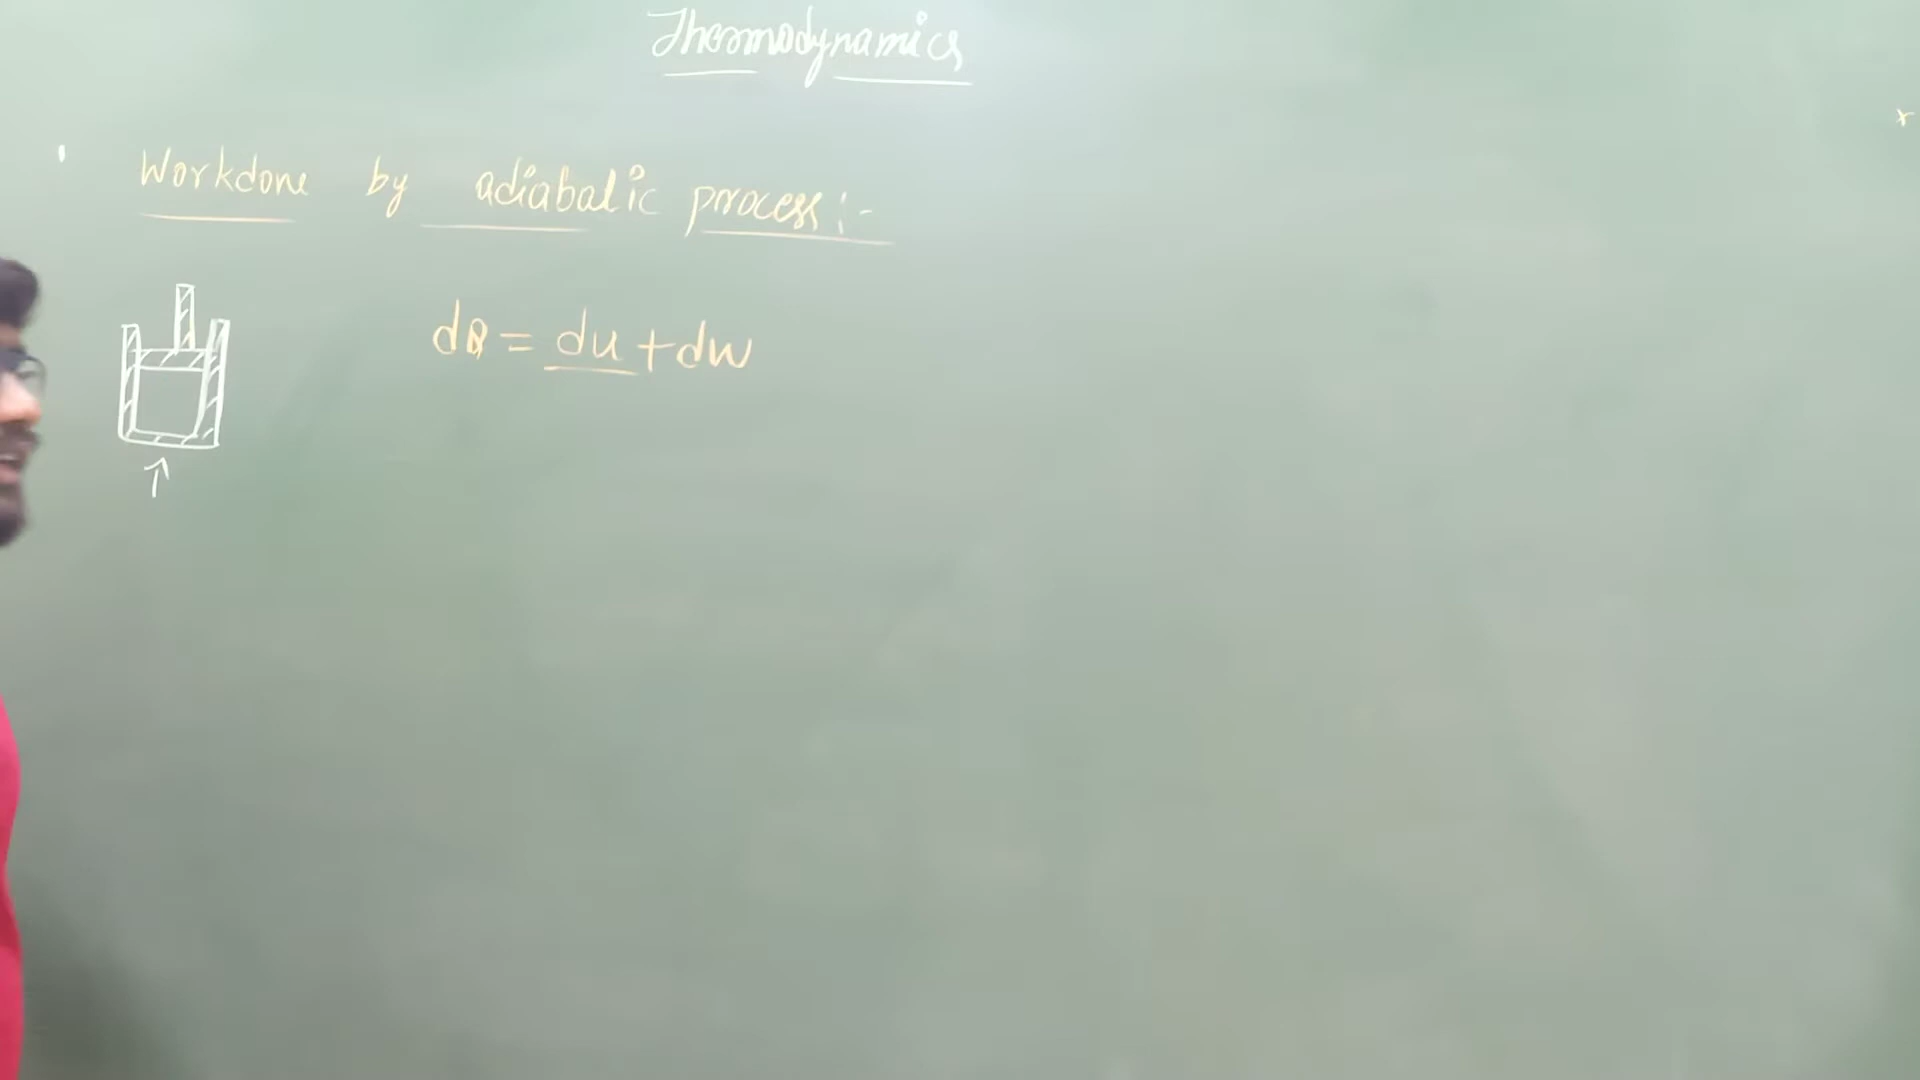 Thermodynamics
Workdone by adiabatic process:-
dQ = du + dw